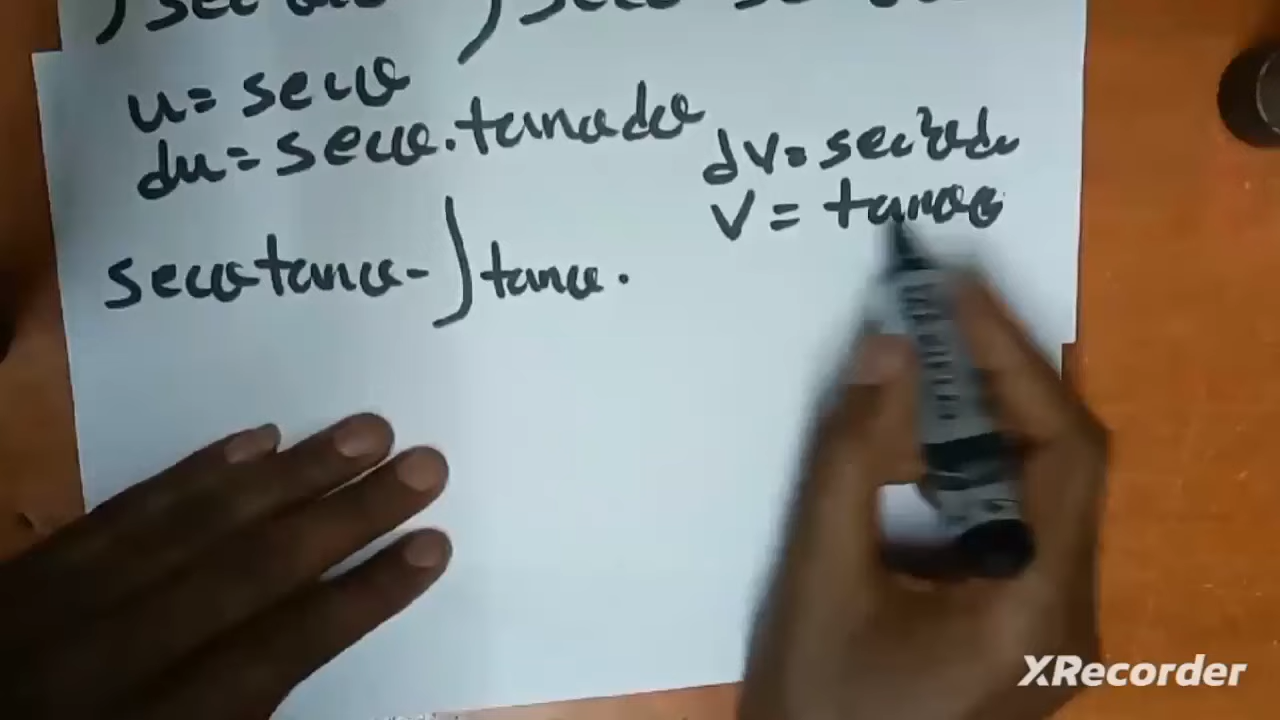 u = secθ
du = secθ.tanθdθ
dv = sec²θdθ
v = tanθ
secθtanθ - ∫tanθ.
XRecorder